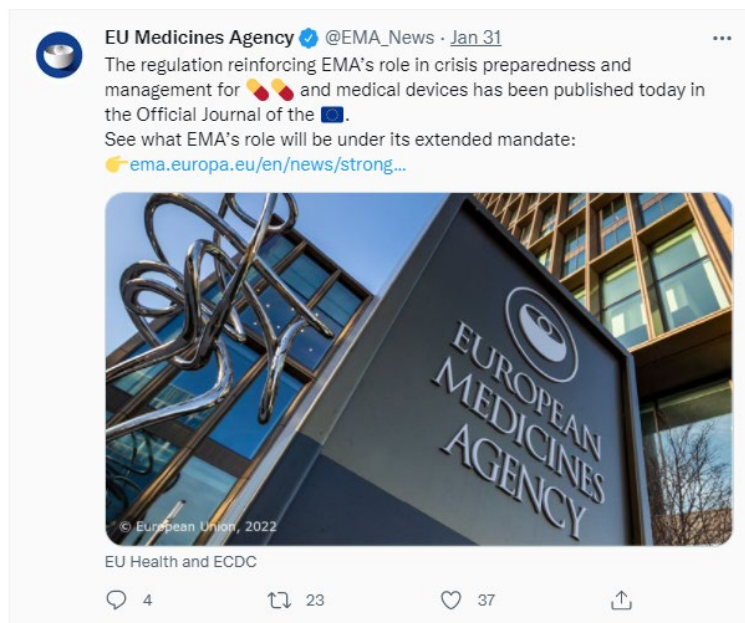 EU Medicines Agency @EMA_News · Jan 31
The regulation reinforcing EMA's role in crisis preparedness and
management for 💊💊 and medical devices has been published today in
the Official Journal of the 🇪🇺.
See what EMA's role will be under its extended mandate:
👉ema.europa.eu/en/news/strong...
EUROPEAN
MEDICINES
AGENCY
© European Union, 2022
EU Health and ECDC
4 23 37